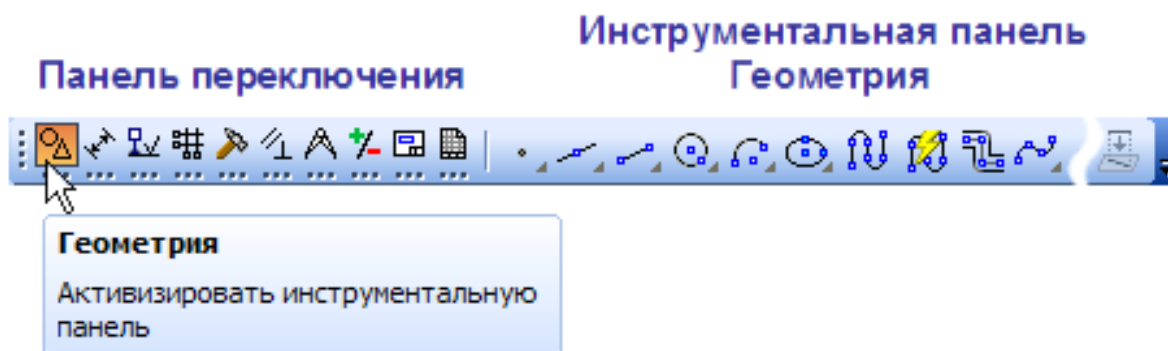 Инструментальная панель
Геометрия
Панель переключения
Геометрия
Активизировать инструментальную
панель